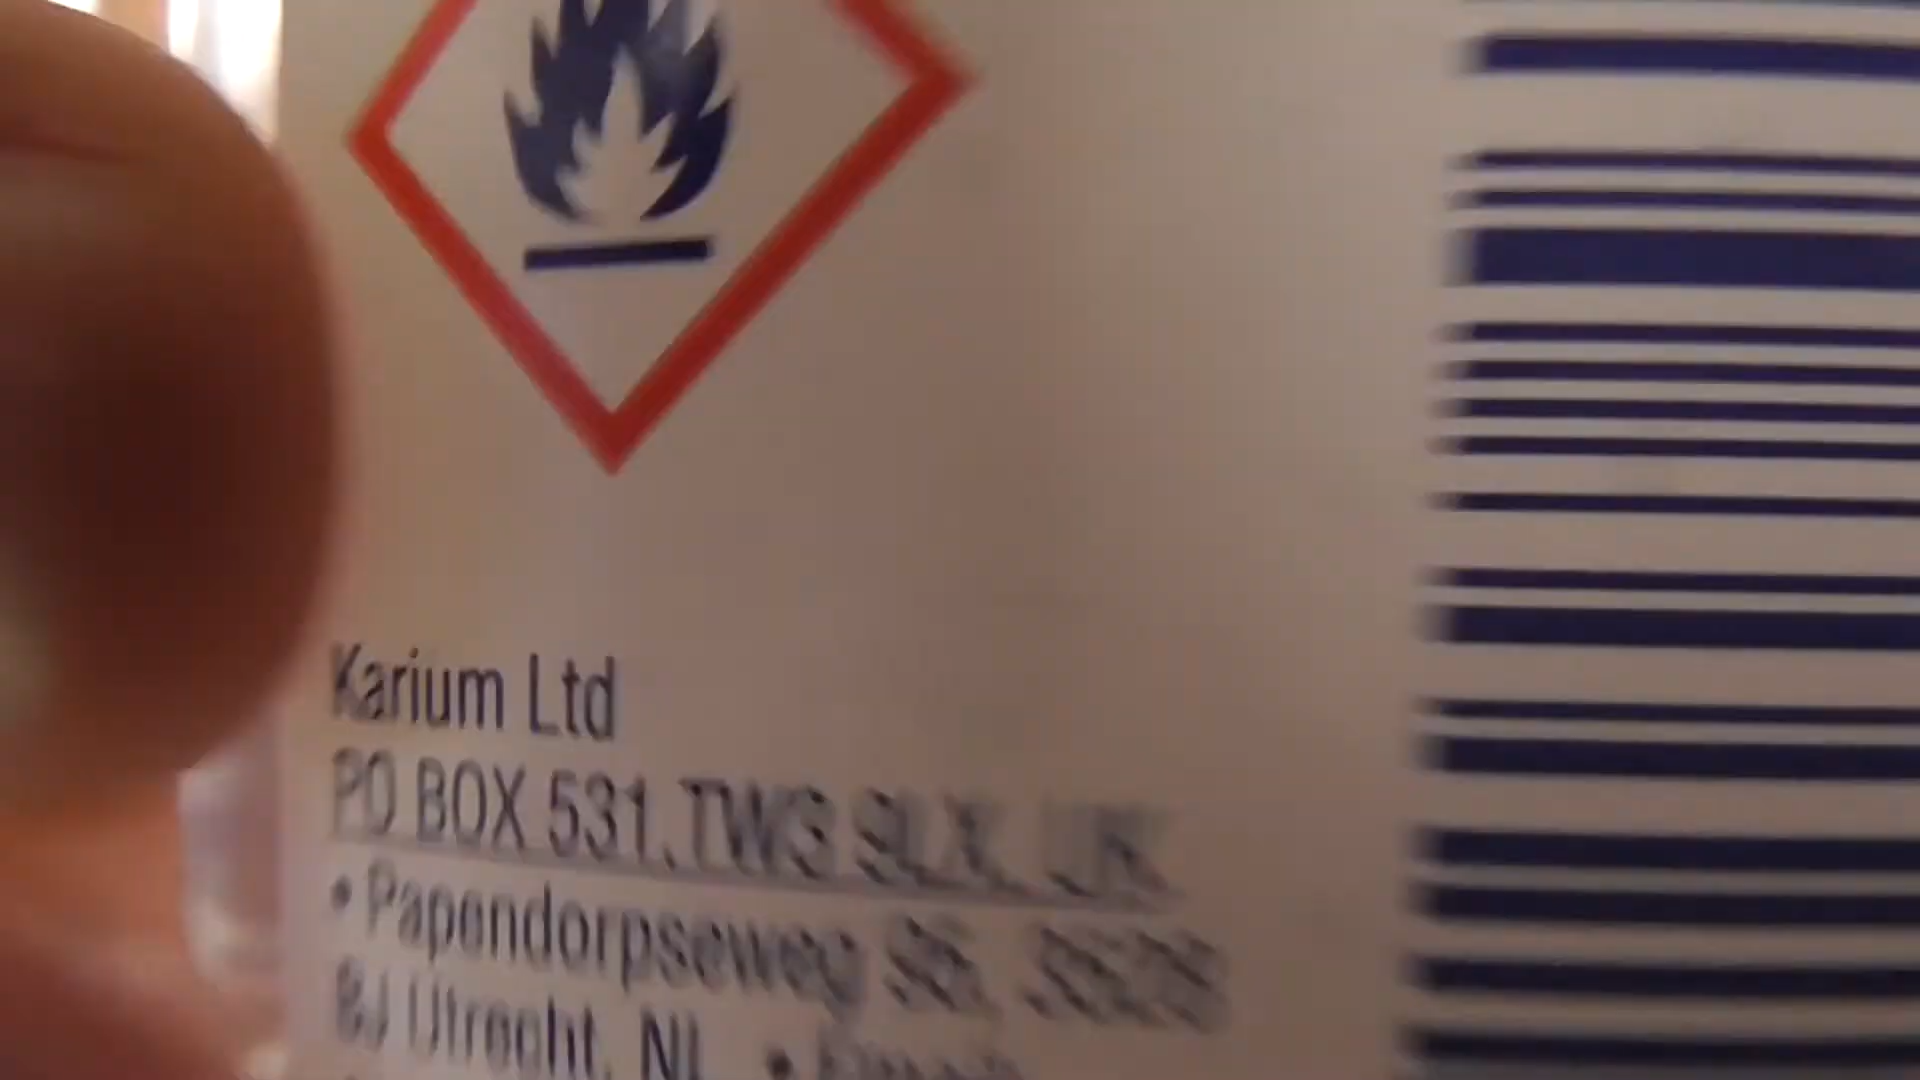 Karium Ltd
PO BOX 531, TW9 9LX, UK
• Papendorpseweg
BJ Utrecht, NL •